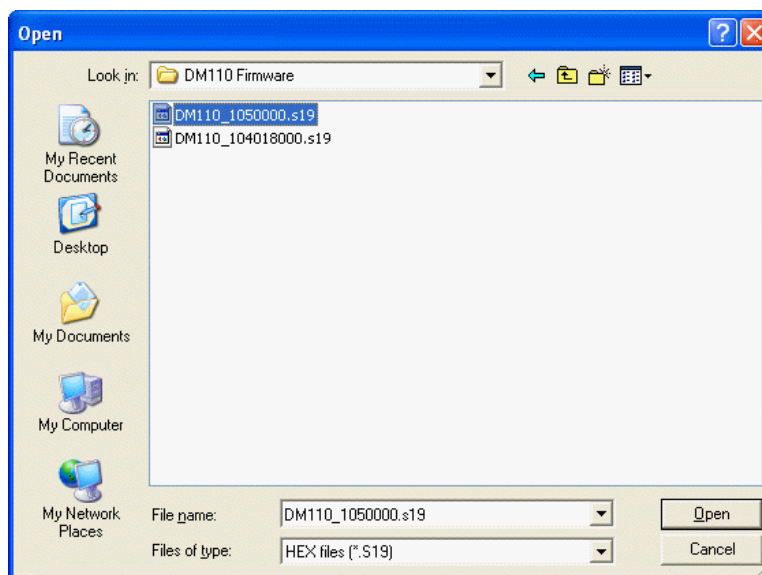 Open
Look in: DM110 Firmware
DM110_1050000.s19
DM110_104018000.s19
My Recent
Documents
Desktop
My Documents
My Computer
My Network
Places
File name: DM110_1050000.s19 Open
Files of type: HEX files (*.S19) Cancel